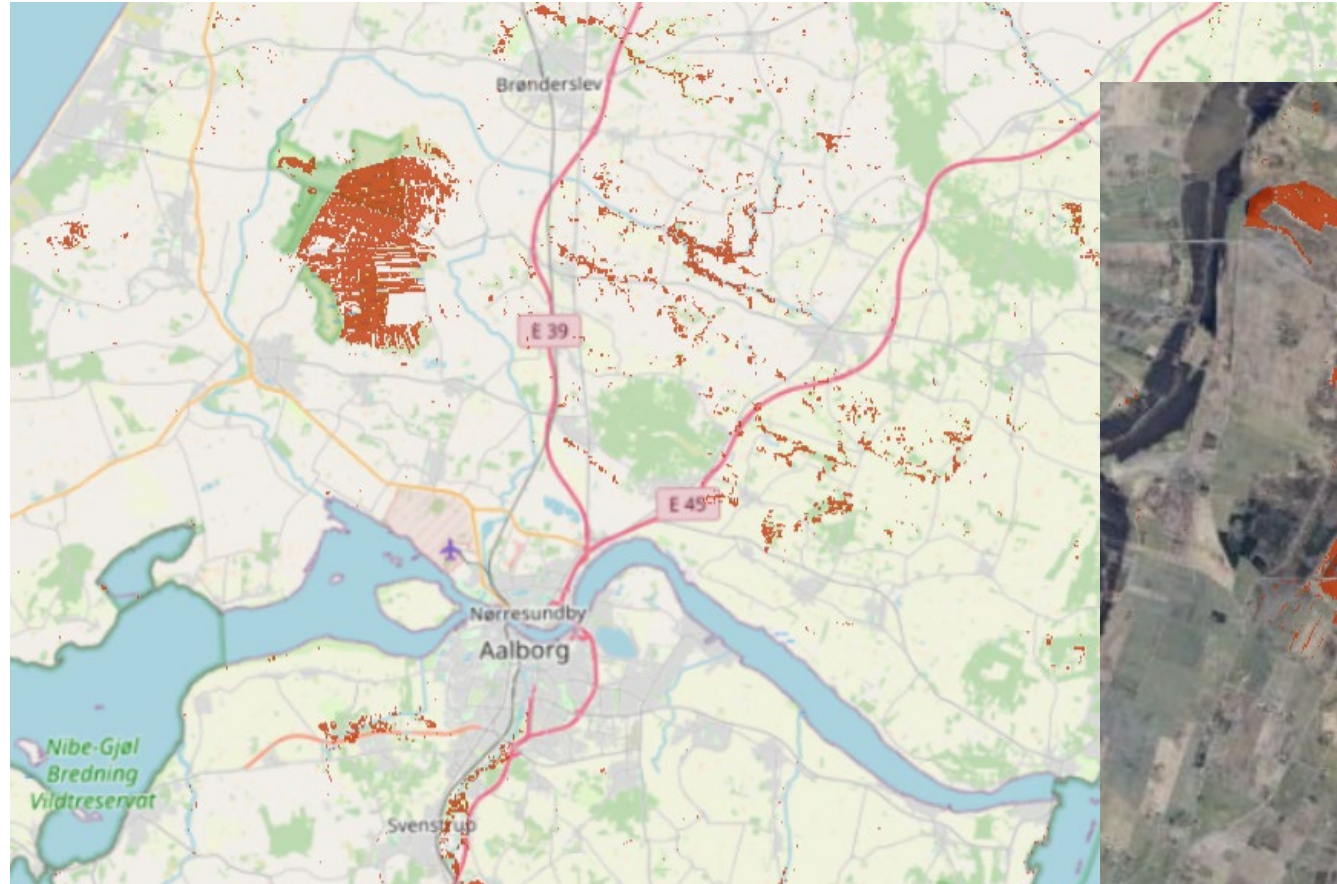 Brønderslev
E 39
E 45
Nørresundby
Aalborg
Nibe-Gjøl
Bredning
Vildtreservat
Svenstrup